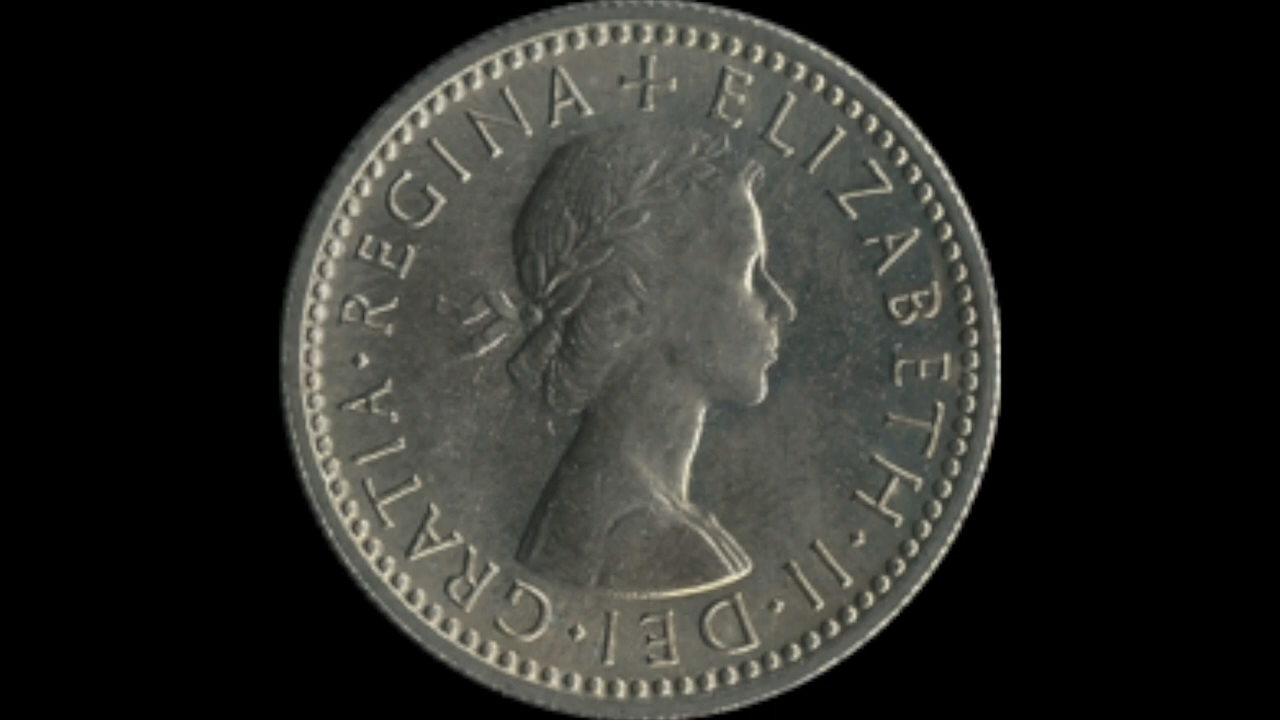 + ELIZABETH · II · DEI · GRATIA · REGINA